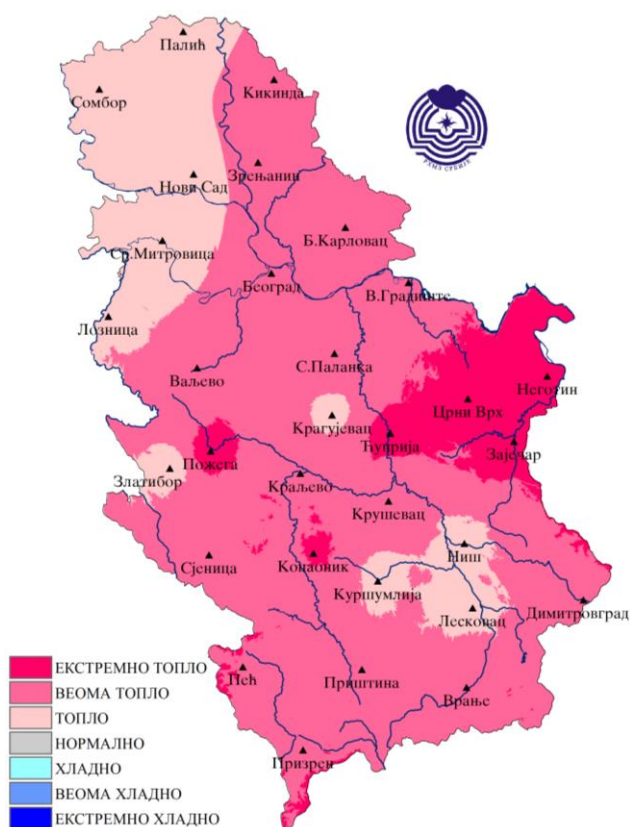 Палић
Сомбор
Кикинда
Нови Сад
Зрењанин
РХМЗ СРБИЈЕ
Б.Карловац
Ср.Митровица
Београд
В.Градиште
Лозница
С.Паланка
Ваљево
Неготин
Црни Врх
Крагујевац
Ћуприја
Зајечар
Пожега
Златибор
Краљево
Крушевац
Ниш
Сјеница
Копаоник
Куршумлија
Лесковац
Димитровград
Пећ
Приштина
Врање
Призрен
ЕКСТРЕМНО ТОПЛО
ВЕОМА ТОПЛО
ТОПЛО
НОРМАЛНО
ХЛАДНО
ВЕОМА ХЛАДНО
ЕКСТРЕМНО ХЛАДНО